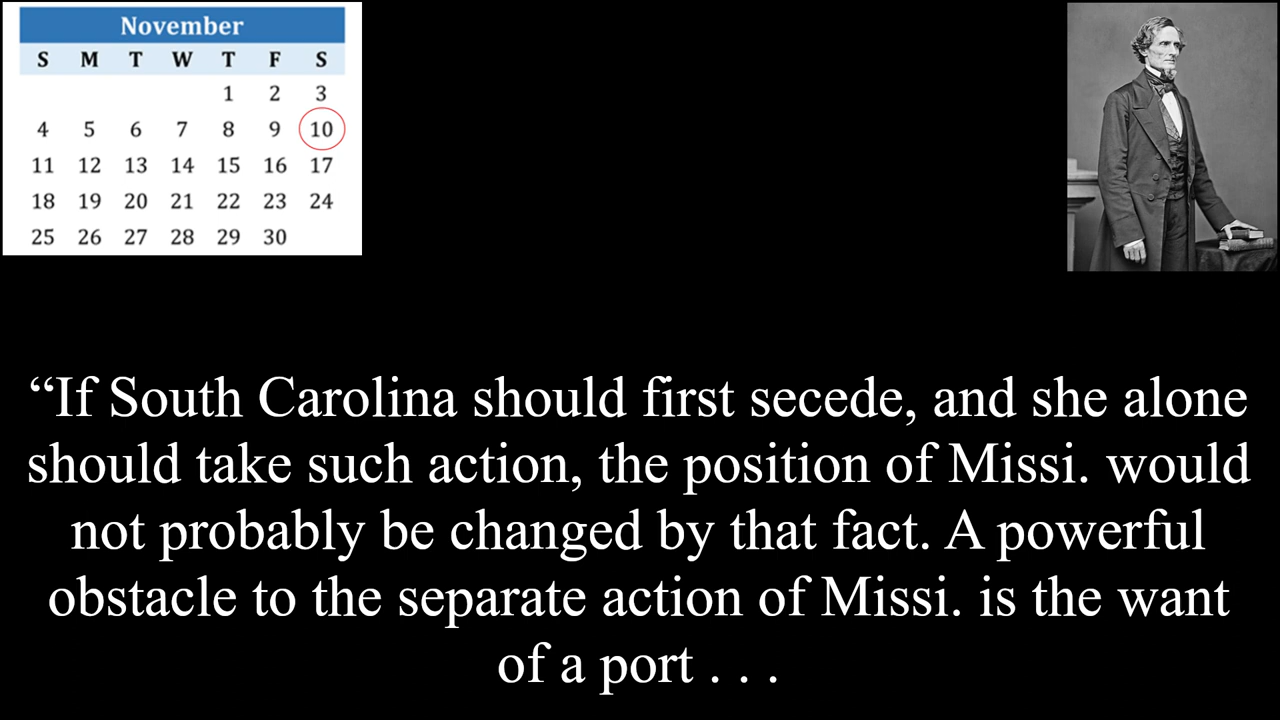 November
S M T W T F S
1 2 3
4 5 6 7 8 9 10
11 12 13 14 15 16 17
18 19 20 21 22 23 24
25 26 27 28 29 30
“If South Carolina should first secede, and she alone
should take such action, the position of Missi. would
not probably be changed by that fact. A powerful
obstacle to the separate action of Missi. is the want
of a port . . .